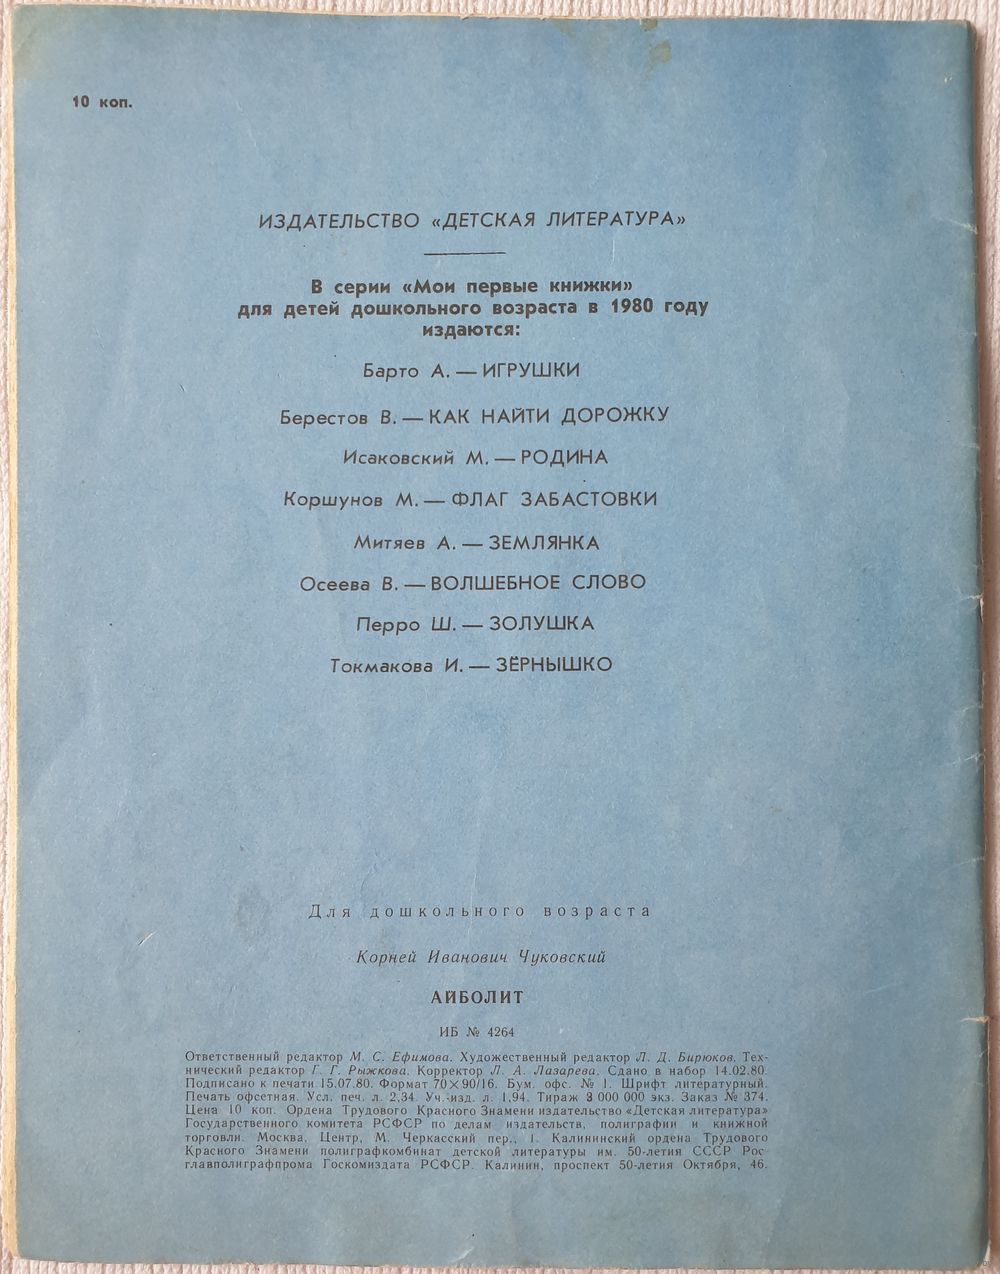 10 коп.
ИЗДАТЕЛЬСТВО «ДЕТСКАЯ ЛИТЕРАТУРА»
В серии «Мои первые книжки»
для детей дошкольного возраста в 1980 году
издаются:
Барто А. — ИГРУШКИ
Берестов В. — КАК НАЙТИ ДОРОЖКУ
Исаковский М. — РОДИНА
Коршунов М. — ФЛАГ ЗАБАСТОВКИ
Митяев А. — ЗЕМЛЯНКА
Осеева В. — ВОЛШЕБНОЕ СЛОВО
Перро Ш. — ЗОЛУШКА
Токмакова И. — ЗЁРНЫШКО
Для дошкольного возраста
Корней Иванович Чуковский
АЙБОЛИТ
ИБ № 4264
Ответственный редактор М. С. Ефимова. Художественный редактор Л. Д. Бирюков. Тех-
нический редактор Г. Г. Рыжкова. Корректор Л. А. Лазарева. Сдано в набор 14.02.80.
Подписано к печати 15.07.80. Формат 70×90/16. Бум. офс. № 1. Шрифт литературный.
Печать офсетная. Усл. печ. л. 2,34. Уч.-изд. л. 1,94. Тираж 3 000 000 экз. Заказ № 374.
Цена 10 коп. Ордена Трудового Красного Знамени издательство «Детская литература»
Государственного комитета РСФСР по делам издательств, полиграфии и книжной
торговли. Москва, Центр, М. Черкасский пер., 1. Калининский ордена Трудового
Красного Знамени полиграфкомбинат детской литературы им. 50-летия СССР Рос-
главполиграфпрома Госкомиздата РСФСР. Калинин, проспект 50-летия Октября, 46.